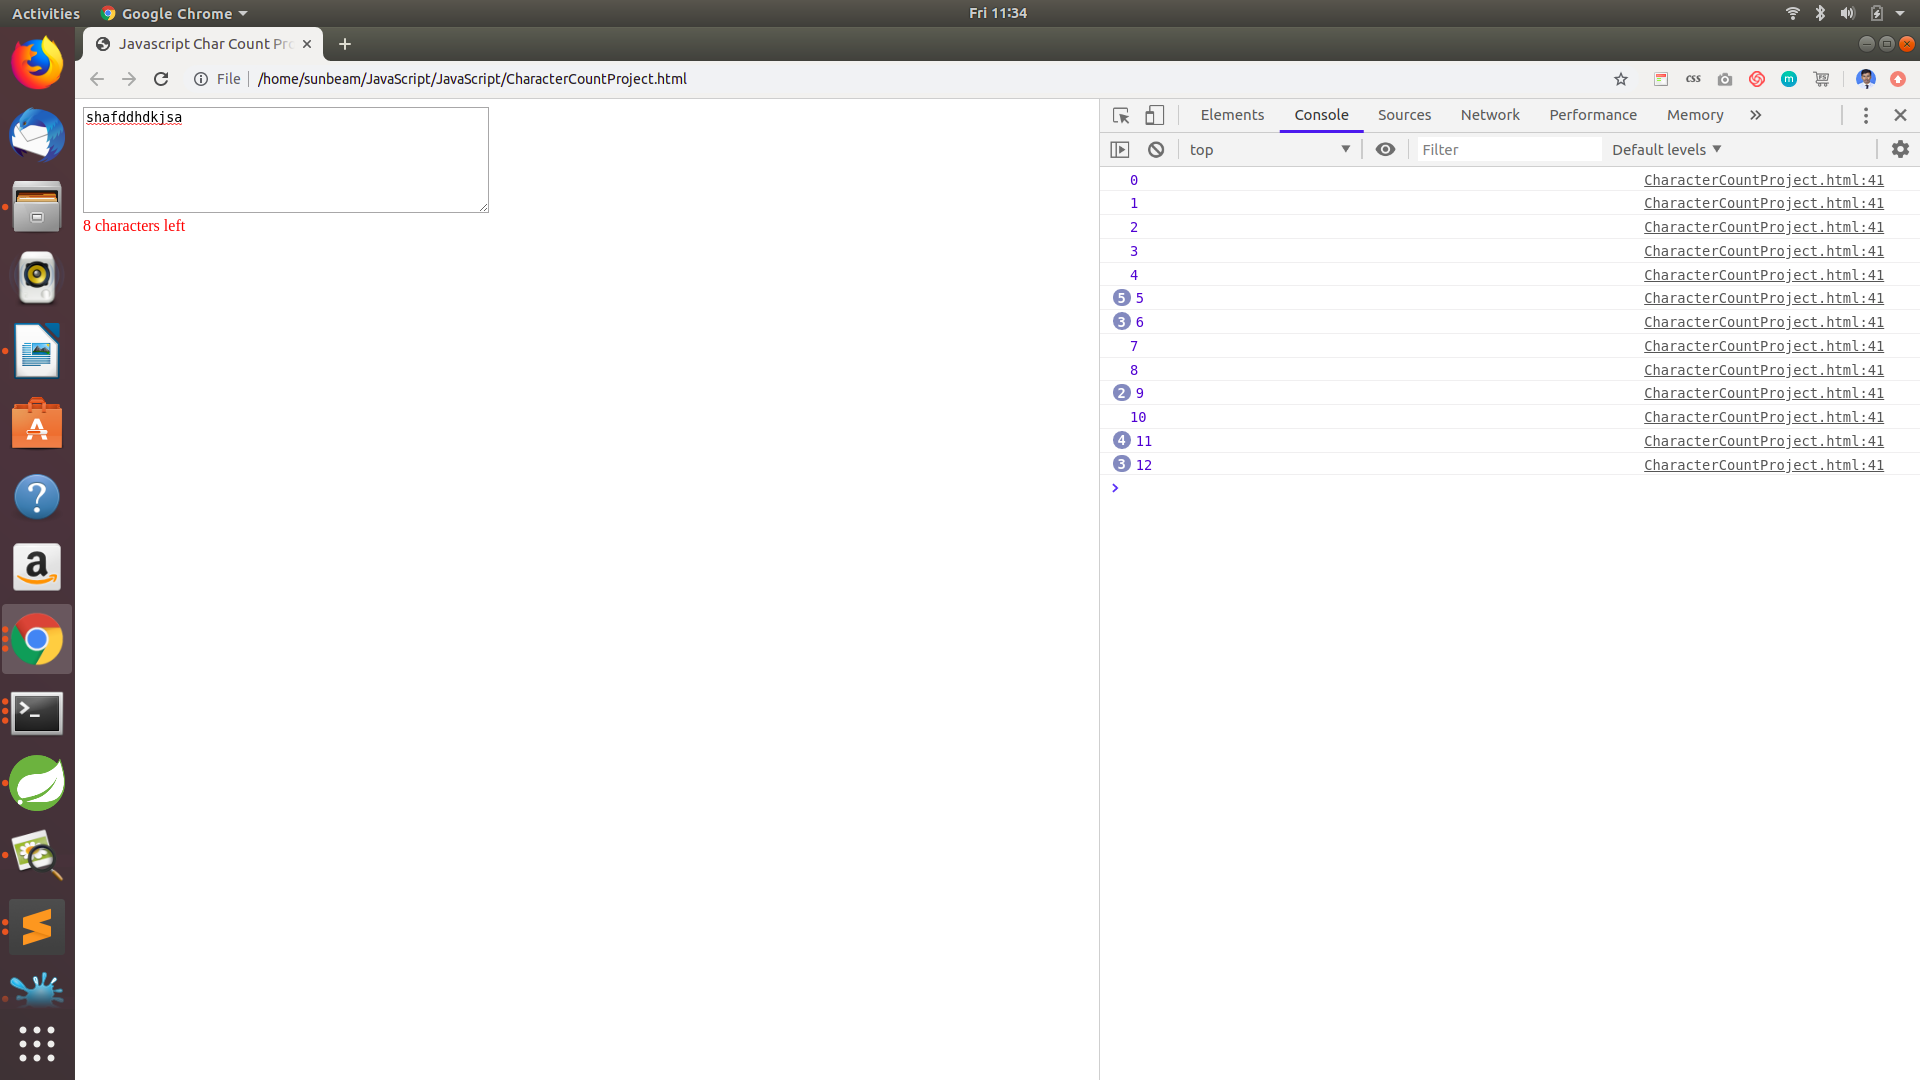 Activities Google Chrome Fri 11:34
Javascript Char Count Pro
File /home/sunbeam/JavaScript/JavaScript/CharacterCountProject.html css m
shafddhdkjsa
8 characters left
Elements Console Sources Network Performance Memory
top Filter Default levels
0 CharacterCountProject.html:41
1 CharacterCountProject.html:41
2 CharacterCountProject.html:41
3 CharacterCountProject.html:41
4 CharacterCountProject.html:41
5 5 CharacterCountProject.html:41
3 6 CharacterCountProject.html:41
7 CharacterCountProject.html:41
8 CharacterCountProject.html:41
2 9 CharacterCountProject.html:41
10 CharacterCountProject.html:41
4 11 CharacterCountProject.html:41
3 12 CharacterCountProject.html:41